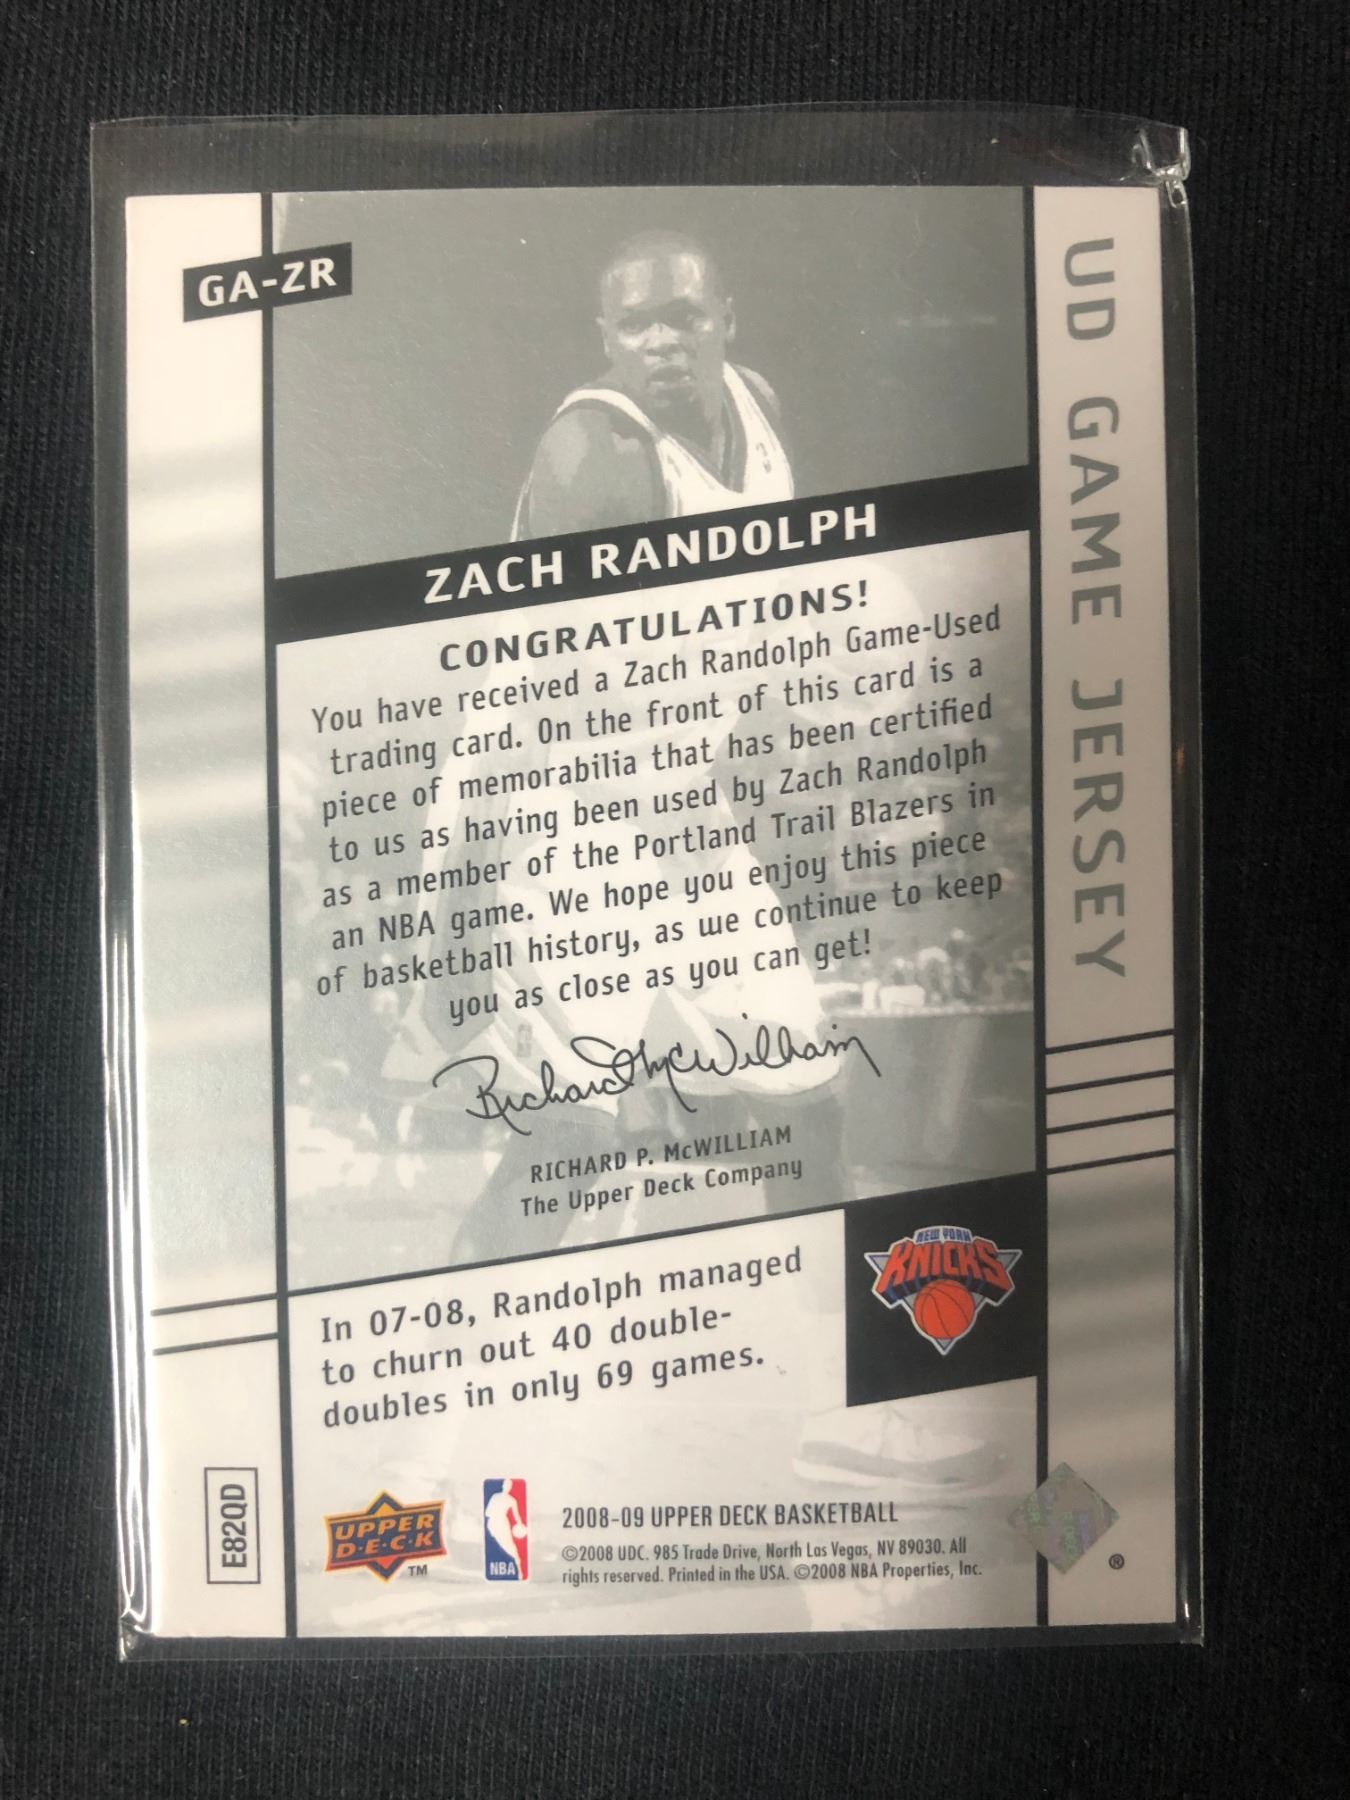 GA-ZR
UD GAME JERSEY
ZACH RANDOLPH
CONGRATULATIONS!
You have received a Zach Randolph Game-Used
trading card. On the front of this card is a
piece of memorabilia that has been certified
to us as having been used by Zach Randolph
as a member of the Portland Trail Blazers in
an NBA game. We hope you enjoy this piece
of basketball history, as we continue to keep
you as close as you can get!
Richard McWilliam
RICHARD P. McWILLIAM
The Upper Deck Company
NEW YORK
KNICKS
In 07-08, Randolph managed
to churn out 40 double-
doubles in only 69 games.
E82QD
UPPER
D·E·C·K
TM
NBA
2008-09 UPPER DECK BASKETBALL
©2008 UDC. 985 Trade Drive, North Las Vegas, NV 89030. All
rights reserved. Printed in the USA. ©2008 NBA Properties, Inc.
®